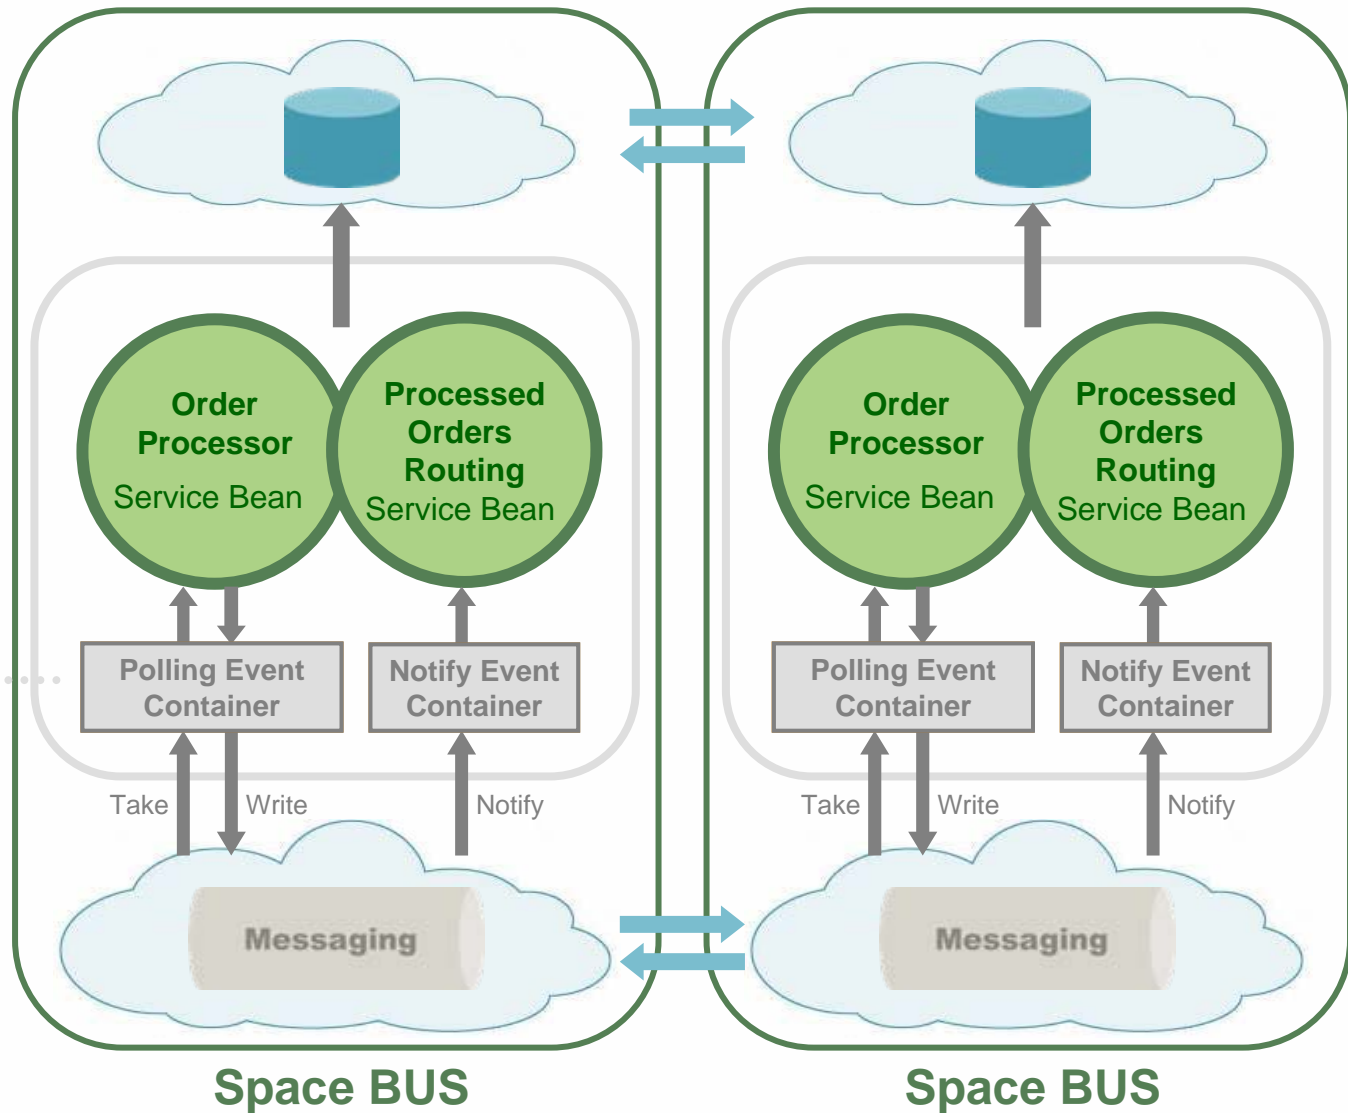 Order
Processor
Service Bean
Processed
Orders
Routing
Service Bean
Polling Event
Container
Notify Event
Container
Take
Write
Notify
Messaging
Space BUS
Order
Processor
Service Bean
Processed
Orders
Routing
Service Bean
Polling Event
Container
Notify Event
Container
Take
Write
Notify
Messaging
Space BUS